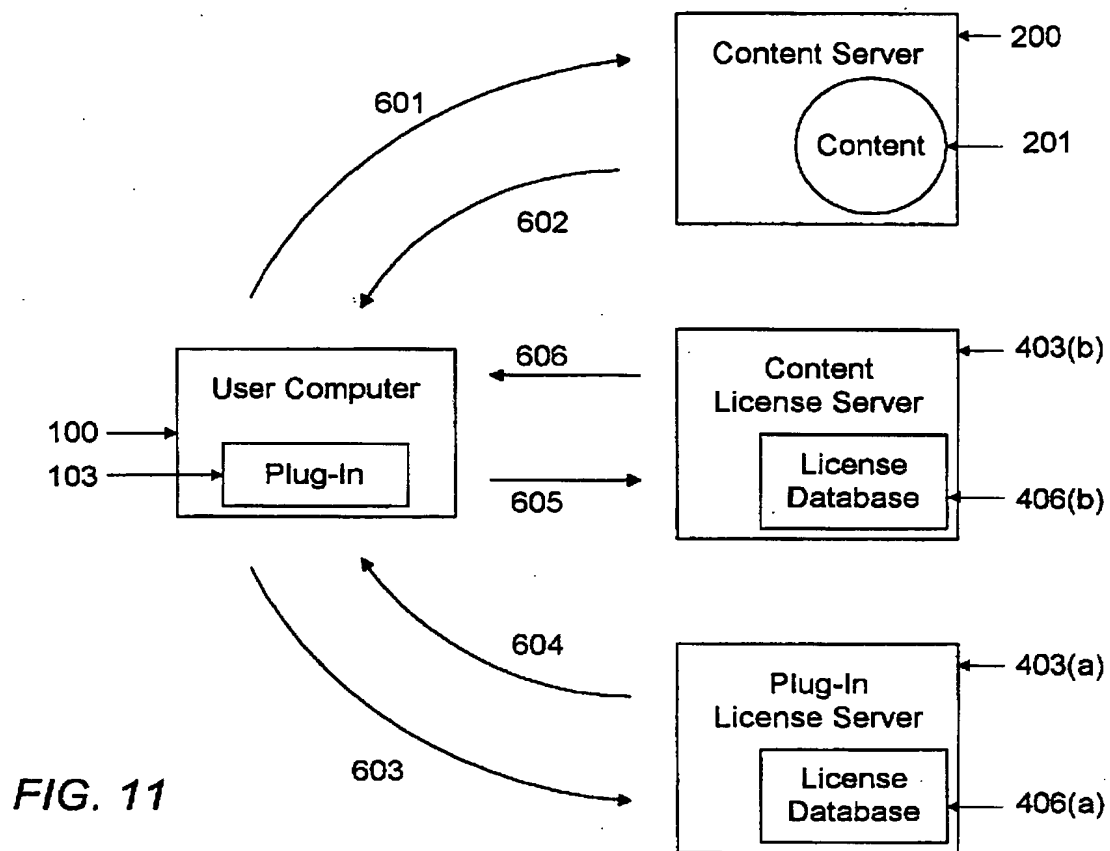 Content Server
200
Content
201
601
602
User Computer
Plug-In
100
103
606
605
Content
License Server
403(b)
License
Database
406(b)
604
603
Plug-In
License Server
403(a)
License
Database
406(a)
FIG. 11